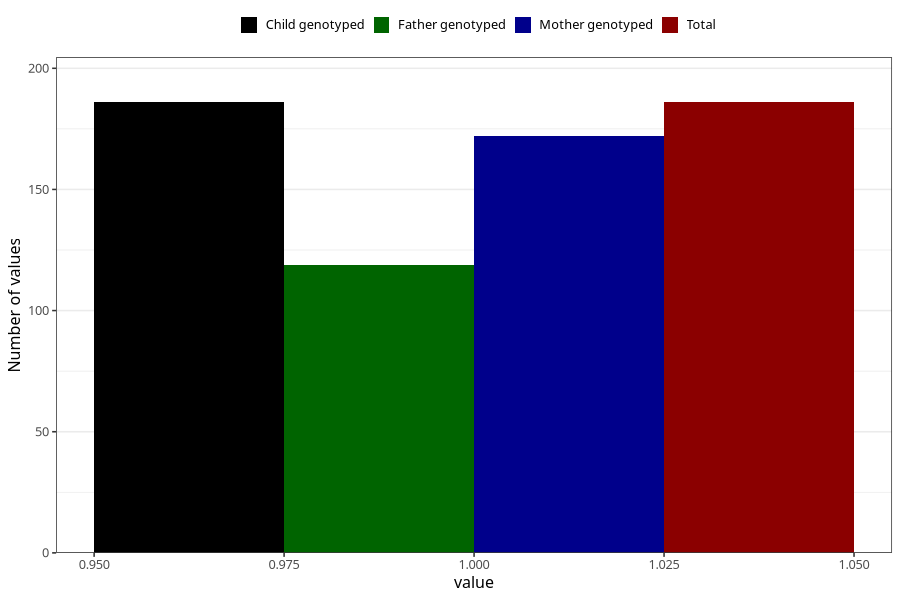 Child genotyped Father genotyped Mother genotyped Total
Number of values
200
150
100
50
0
0.950 0.975 1.000 1.025 1.050
value